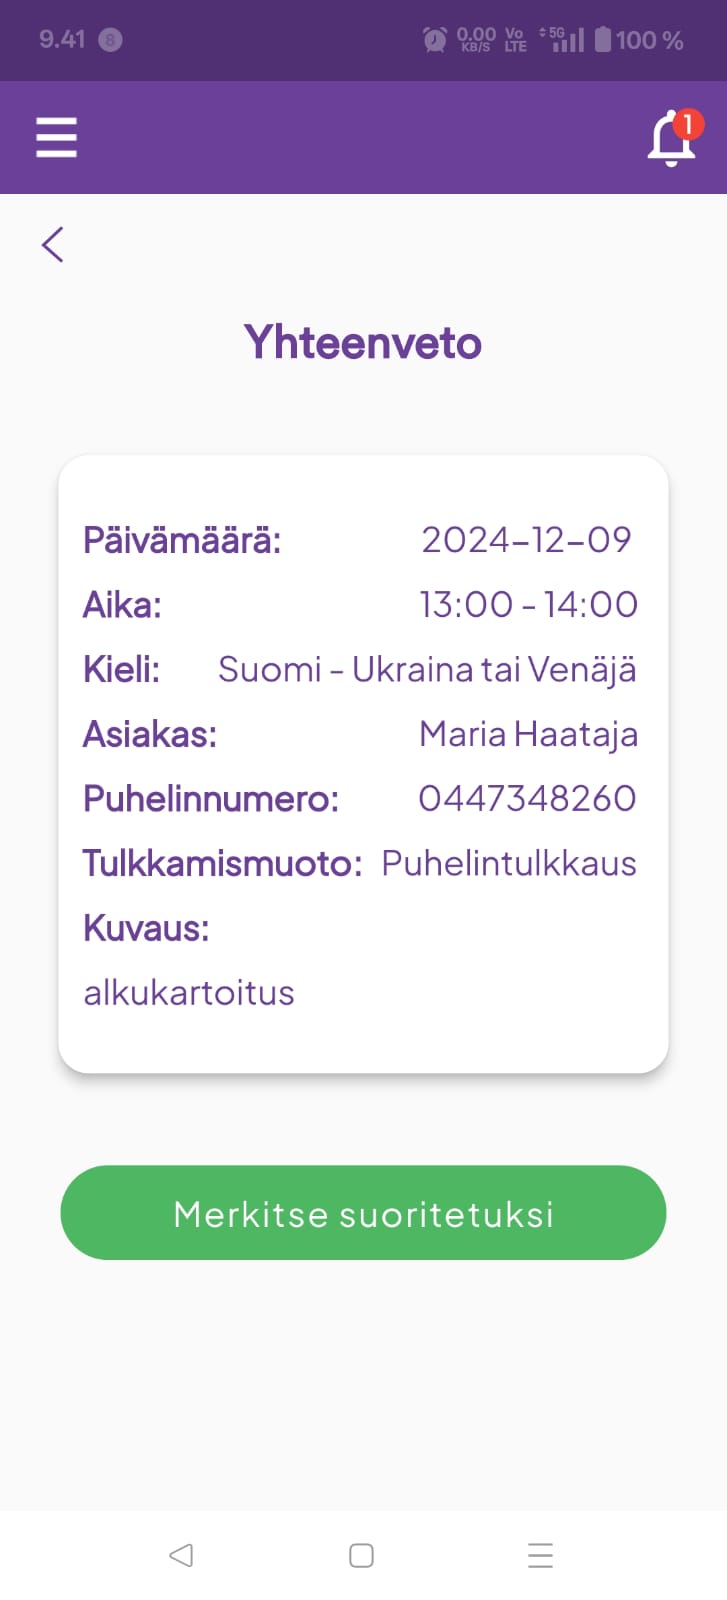 9.41 8 0.00 KB/S Vo LTE 5G 100 %
1
Yhteenveto
Päivämäärä: 2024-12-09
Aika: 13:00 - 14:00
Kieli: Suomi - Ukraina tai Venäjä
Asiakas: Maria Haataja
Puhelinnumero: 0447348260
Tulkkamismuoto: Puhelintulkkaus
Kuvaus:
alkukartoitus
Merkitse suoritetuksi